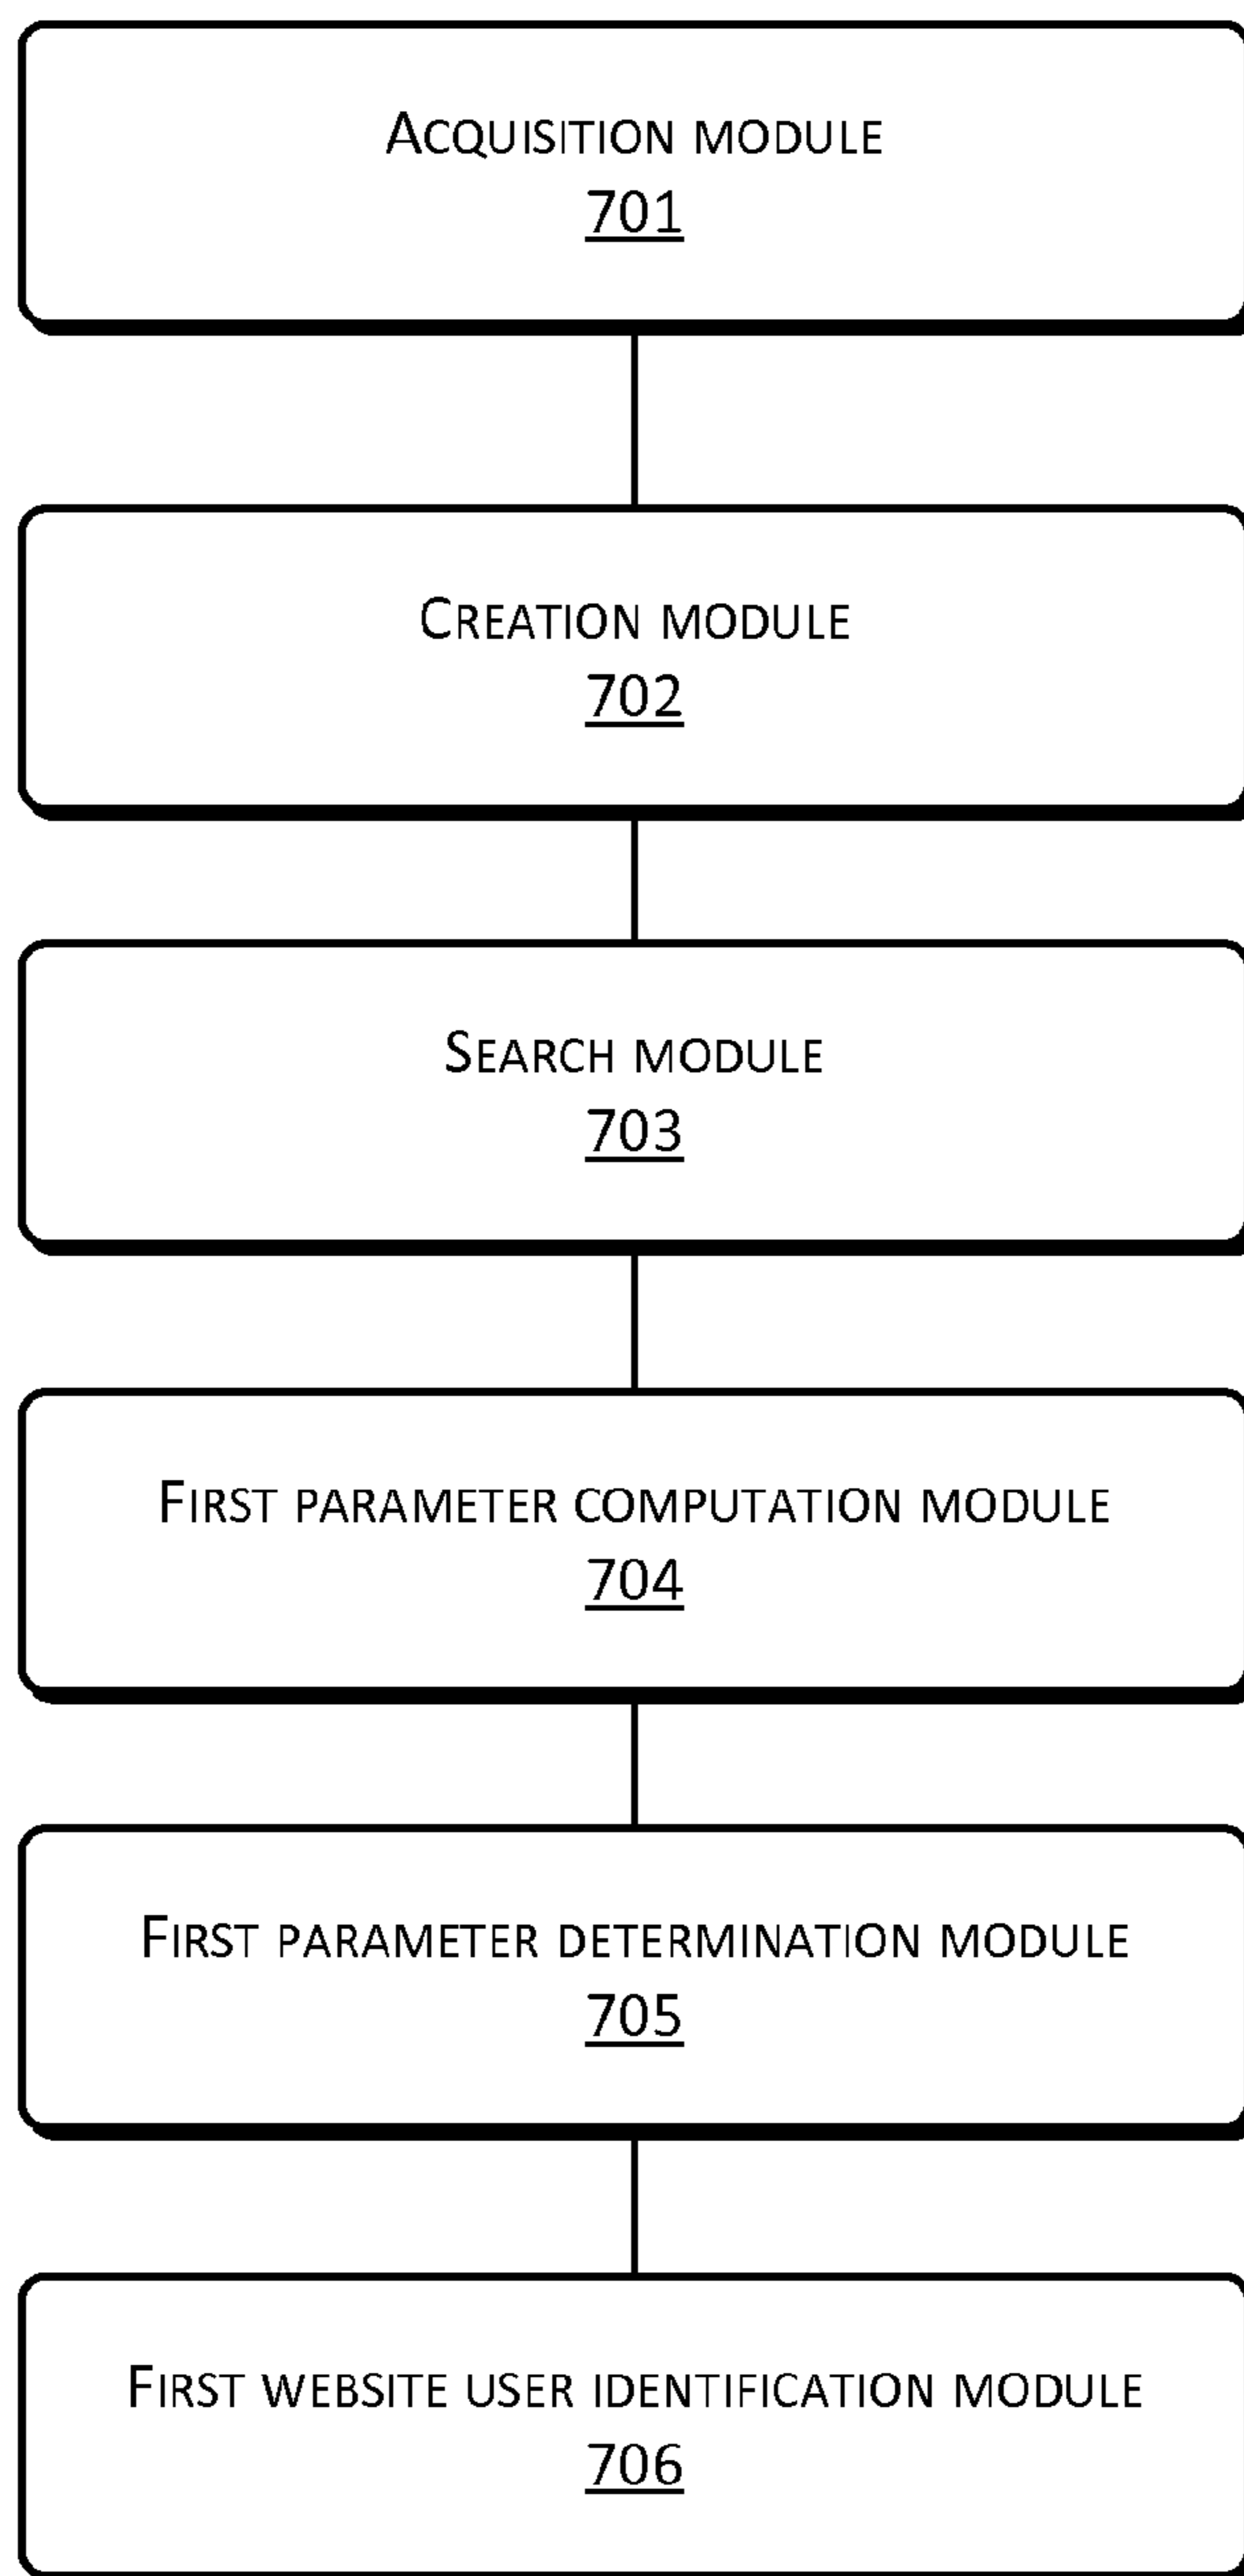 Acquisition module
701
Creation module
702
Search module
703
First parameter computation module
704
First parameter determination module
705
First website user identification module
706